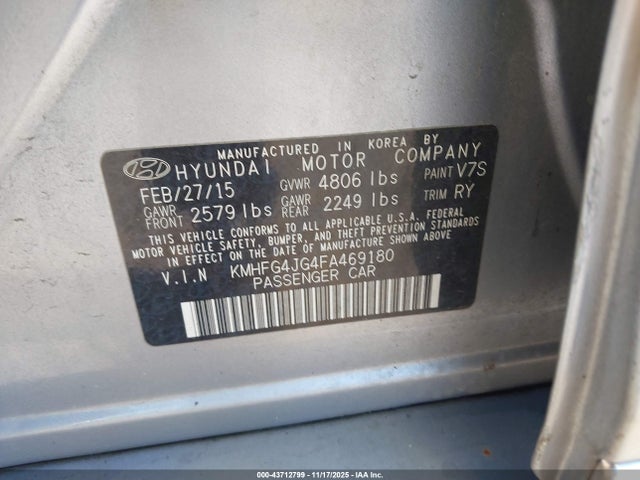 MANUFACTURED IN KOREA BY
HYUNDAI MOTOR COMPANY
FEB/27/15 GVWR 4806 lbs PAINT V7S
GAWR FRONT 2579 lbs GAWR REAR 2249 lbs TRIM RY
THIS VEHICLE CONFORMS TO ALL APPLICABLE U.S.A. FEDERAL
MOTOR VEHICLE SAFETY, BUMPER, AND THEFT PREVENTION STANDARDS
IN EFFECT ON THE DATE OF MANUFACTURE SHOWN ABOVE.
V.I.N KMHFG4JG4FA469180
PASSENGER CAR
000-43712799 - 11/17/2025 - IAAI.COM